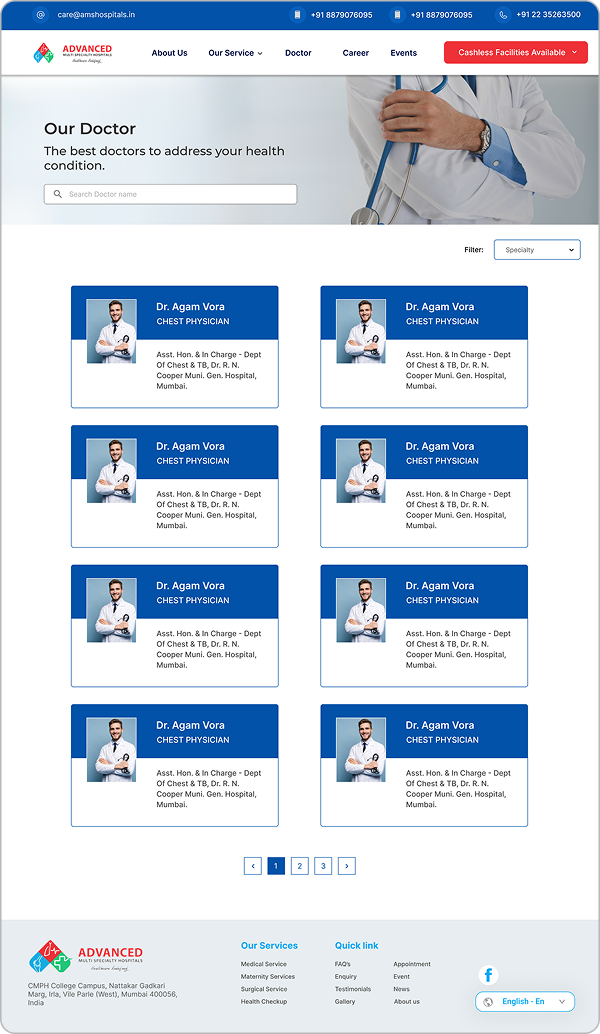 care@amshospitals.in
+91 8879076095
+91 8879076095
+91 22 35263500
ADVANCED
MULTI SPECIALTY HOSPITALS
Healthcare Redefined
About Us
Our Service
Doctor
Career
Events
Cashless Facilities Available
Our Doctor
The best doctors to address your health
condition.
Search Doctor name
Filter:
Specialty
Dr. Agam Vora
CHEST PHYSICIAN
Asst. Hon. & In Charge - Dept
Of Chest & TB, Dr. R. N.
Cooper Muni. Gen. Hospital,
Mumbai.
Dr. Agam Vora
CHEST PHYSICIAN
Asst. Hon. & In Charge - Dept
Of Chest & TB, Dr. R. N.
Cooper Muni. Gen. Hospital,
Mumbai.
Dr. Agam Vora
CHEST PHYSICIAN
Asst. Hon. & In Charge - Dept
Of Chest & TB, Dr. R. N.
Cooper Muni. Gen. Hospital,
Mumbai.
Dr. Agam Vora
CHEST PHYSICIAN
Asst. Hon. & In Charge - Dept
Of Chest & TB, Dr. R. N.
Cooper Muni. Gen. Hospital,
Mumbai.
Dr. Agam Vora
CHEST PHYSICIAN
Asst. Hon. & In Charge - Dept
Of Chest & TB, Dr. R. N.
Cooper Muni. Gen. Hospital,
Mumbai.
Dr. Agam Vora
CHEST PHYSICIAN
Asst. Hon. & In Charge - Dept
Of Chest & TB, Dr. R. N.
Cooper Muni. Gen. Hospital,
Mumbai.
Dr. Agam Vora
CHEST PHYSICIAN
Asst. Hon. & In Charge - Dept
Of Chest & TB, Dr. R. N.
Cooper Muni. Gen. Hospital,
Mumbai.
Dr. Agam Vora
CHEST PHYSICIAN
Asst. Hon. & In Charge - Dept
Of Chest & TB, Dr. R. N.
Cooper Muni. Gen. Hospital,
Mumbai.
‹ 1 2 3 ›
ADVANCED
MULTI SPECIALTY HOSPITALS
Healthcare Redefined
CMPH College Campus, Nattakar Gadkari
Marg, Irla, Vile Parle (West), Mumbai 400056,
India
Our Services
Medical Service
Maternity Services
Surgical Service
Health Checkup
Quick link
FAQ's
Enquiry
Testimonials
Gallery
Appointment
Event
News
About us
f
English - En